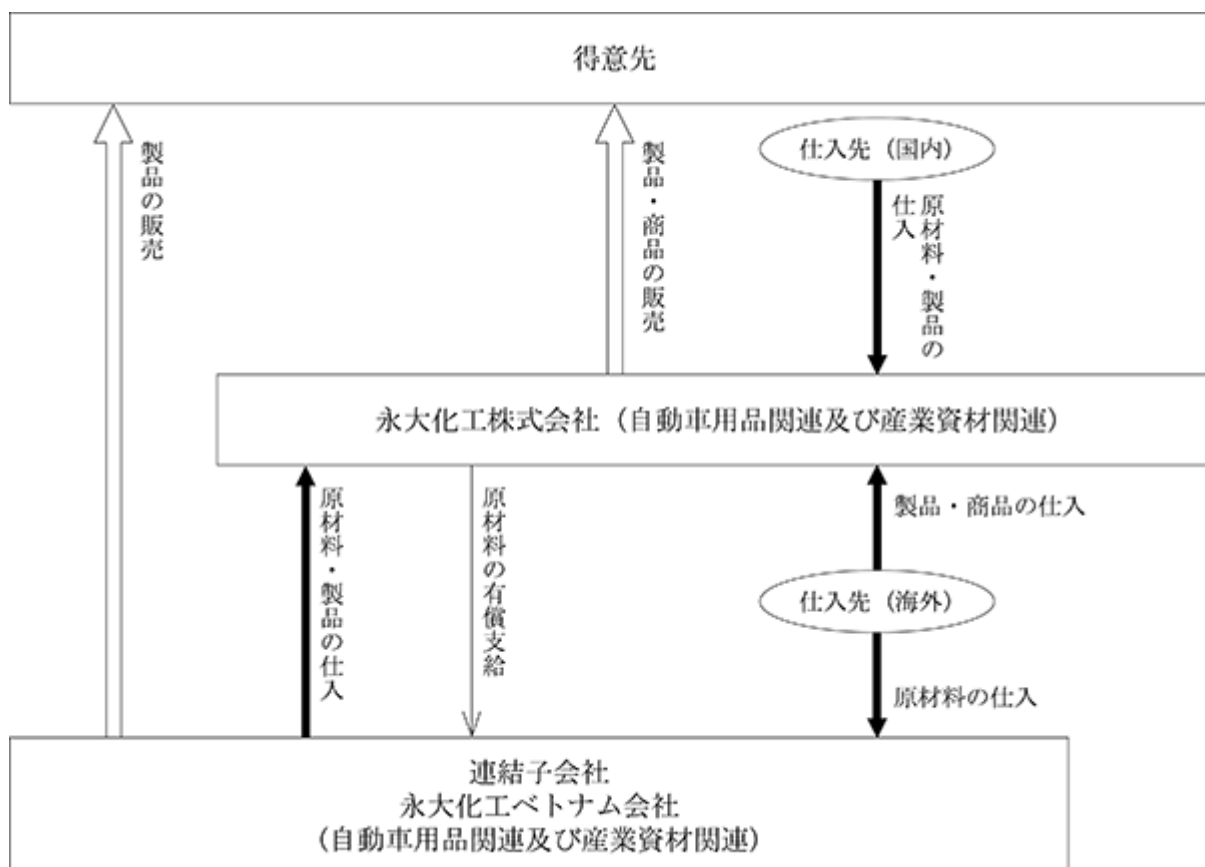 得意先
製品の販売
製品・商品の販売
仕入先（国内）
原材料・製品の
仕入
永大化工株式会社（自動車用品関連及び産業資材関連）
原材料・製品の仕入
原材料の有償支給
製品・商品の仕入
仕入先（海外）
原材料の仕入
連結子会社
永大化工ベトナム会社
（自動車用品関連及び産業資材関連）